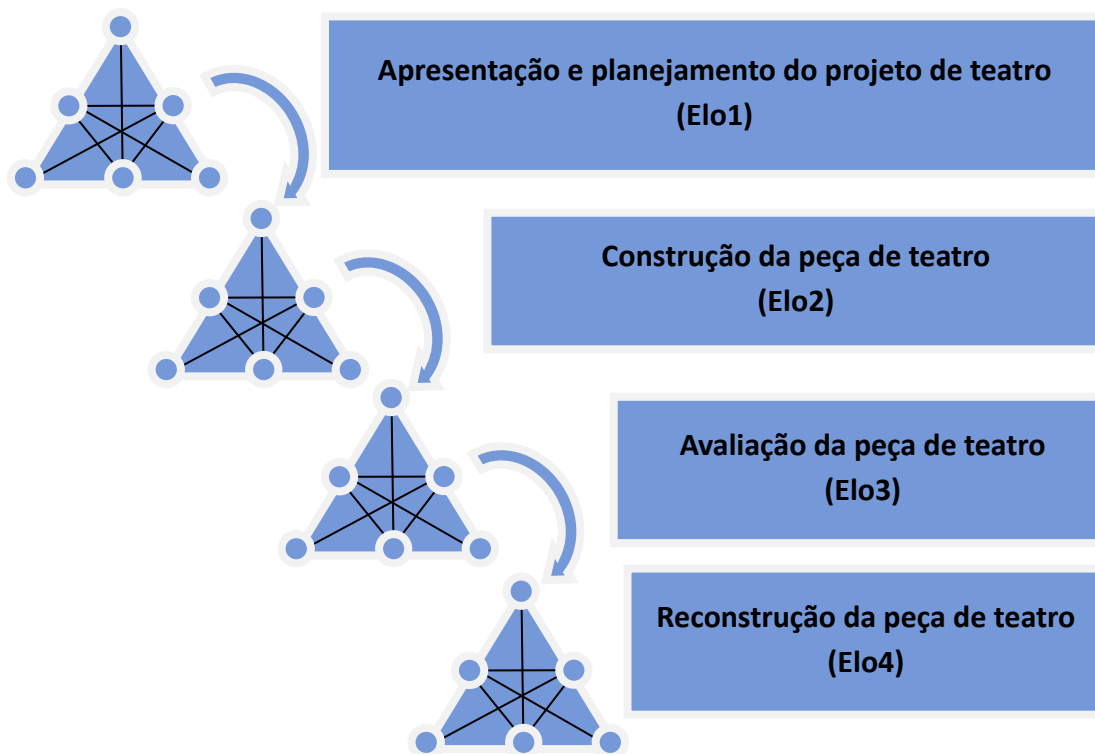 Apresentação e planejamento do projeto de teatro
(Elo1)
Construção da peça de teatro
(Elo2)
Avaliação da peça de teatro
(Elo3)
Reconstrução da peça de teatro
(Elo4)